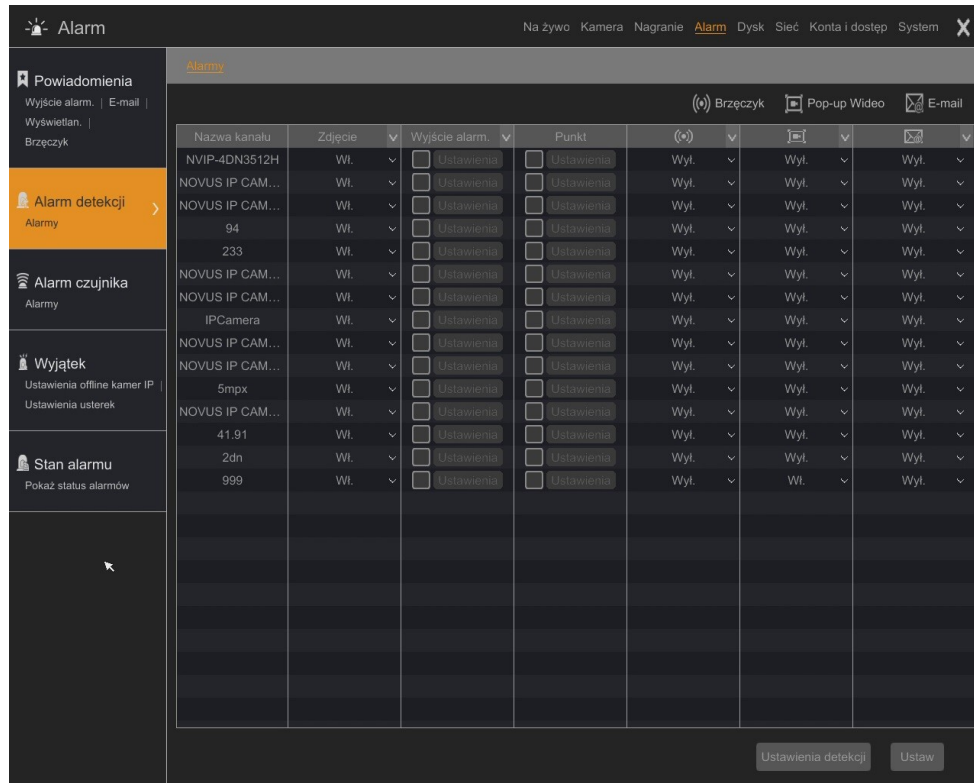 Alarm
Na żywo Kamera Nagranie Alarm Dysk Sieć Konta i dostęp System X
Powiadomienia
Wyjście alarm. | E-mail |
Wyświetlan. |
Brzęczyk
Alarm detekcji
Alarmy
Alarm czujnika
Alarmy
Wyjątek
Ustawienia offline kamer IP |
Ustawienia usterek
Stan alarmu
Pokaż status alarmów
Alarmy
Brzęczyk Pop-up Wideo E-mail
Nazwa kanału Zdjęcie Wyjście alarm. Punkt
NVIP-4DN3512H Wł. Ustawienia Ustawienia Wył. Wył. Wył.
NOVUS IP CAM... Wł. Ustawienia Ustawienia Wył. Wył. Wył.
NOVUS IP CAM... Wł. Ustawienia Ustawienia Wył. Wył. Wył.
94 Wł. Ustawienia Ustawienia Wył. Wył. Wył.
233 Wł. Ustawienia Ustawienia Wył. Wył. Wył.
NOVUS IP CAM... Wł. Ustawienia Ustawienia Wył. Wył. Wył.
NOVUS IP CAM... Wł. Ustawienia Ustawienia Wył. Wył. Wył.
IPCamera Wł. Ustawienia Ustawienia Wył. Wył. Wył.
NOVUS IP CAM... Wł. Ustawienia Ustawienia Wył. Wył. Wył.
NOVUS IP CAM... Wł. Ustawienia Ustawienia Wył. Wył. Wył.
5mpx Wł. Ustawienia Ustawienia Wył. Wył. Wył.
NOVUS IP CAM... Wł. Ustawienia Ustawienia Wył. Wył. Wył.
41.91 Wł. Ustawienia Ustawienia Wył. Wył. Wył.
2dn Wł. Ustawienia Ustawienia Wył. Wył. Wył.
999 Wł. Ustawienia Ustawienia Wył. Wł. Wył.
Ustawienia detekcji Ustaw